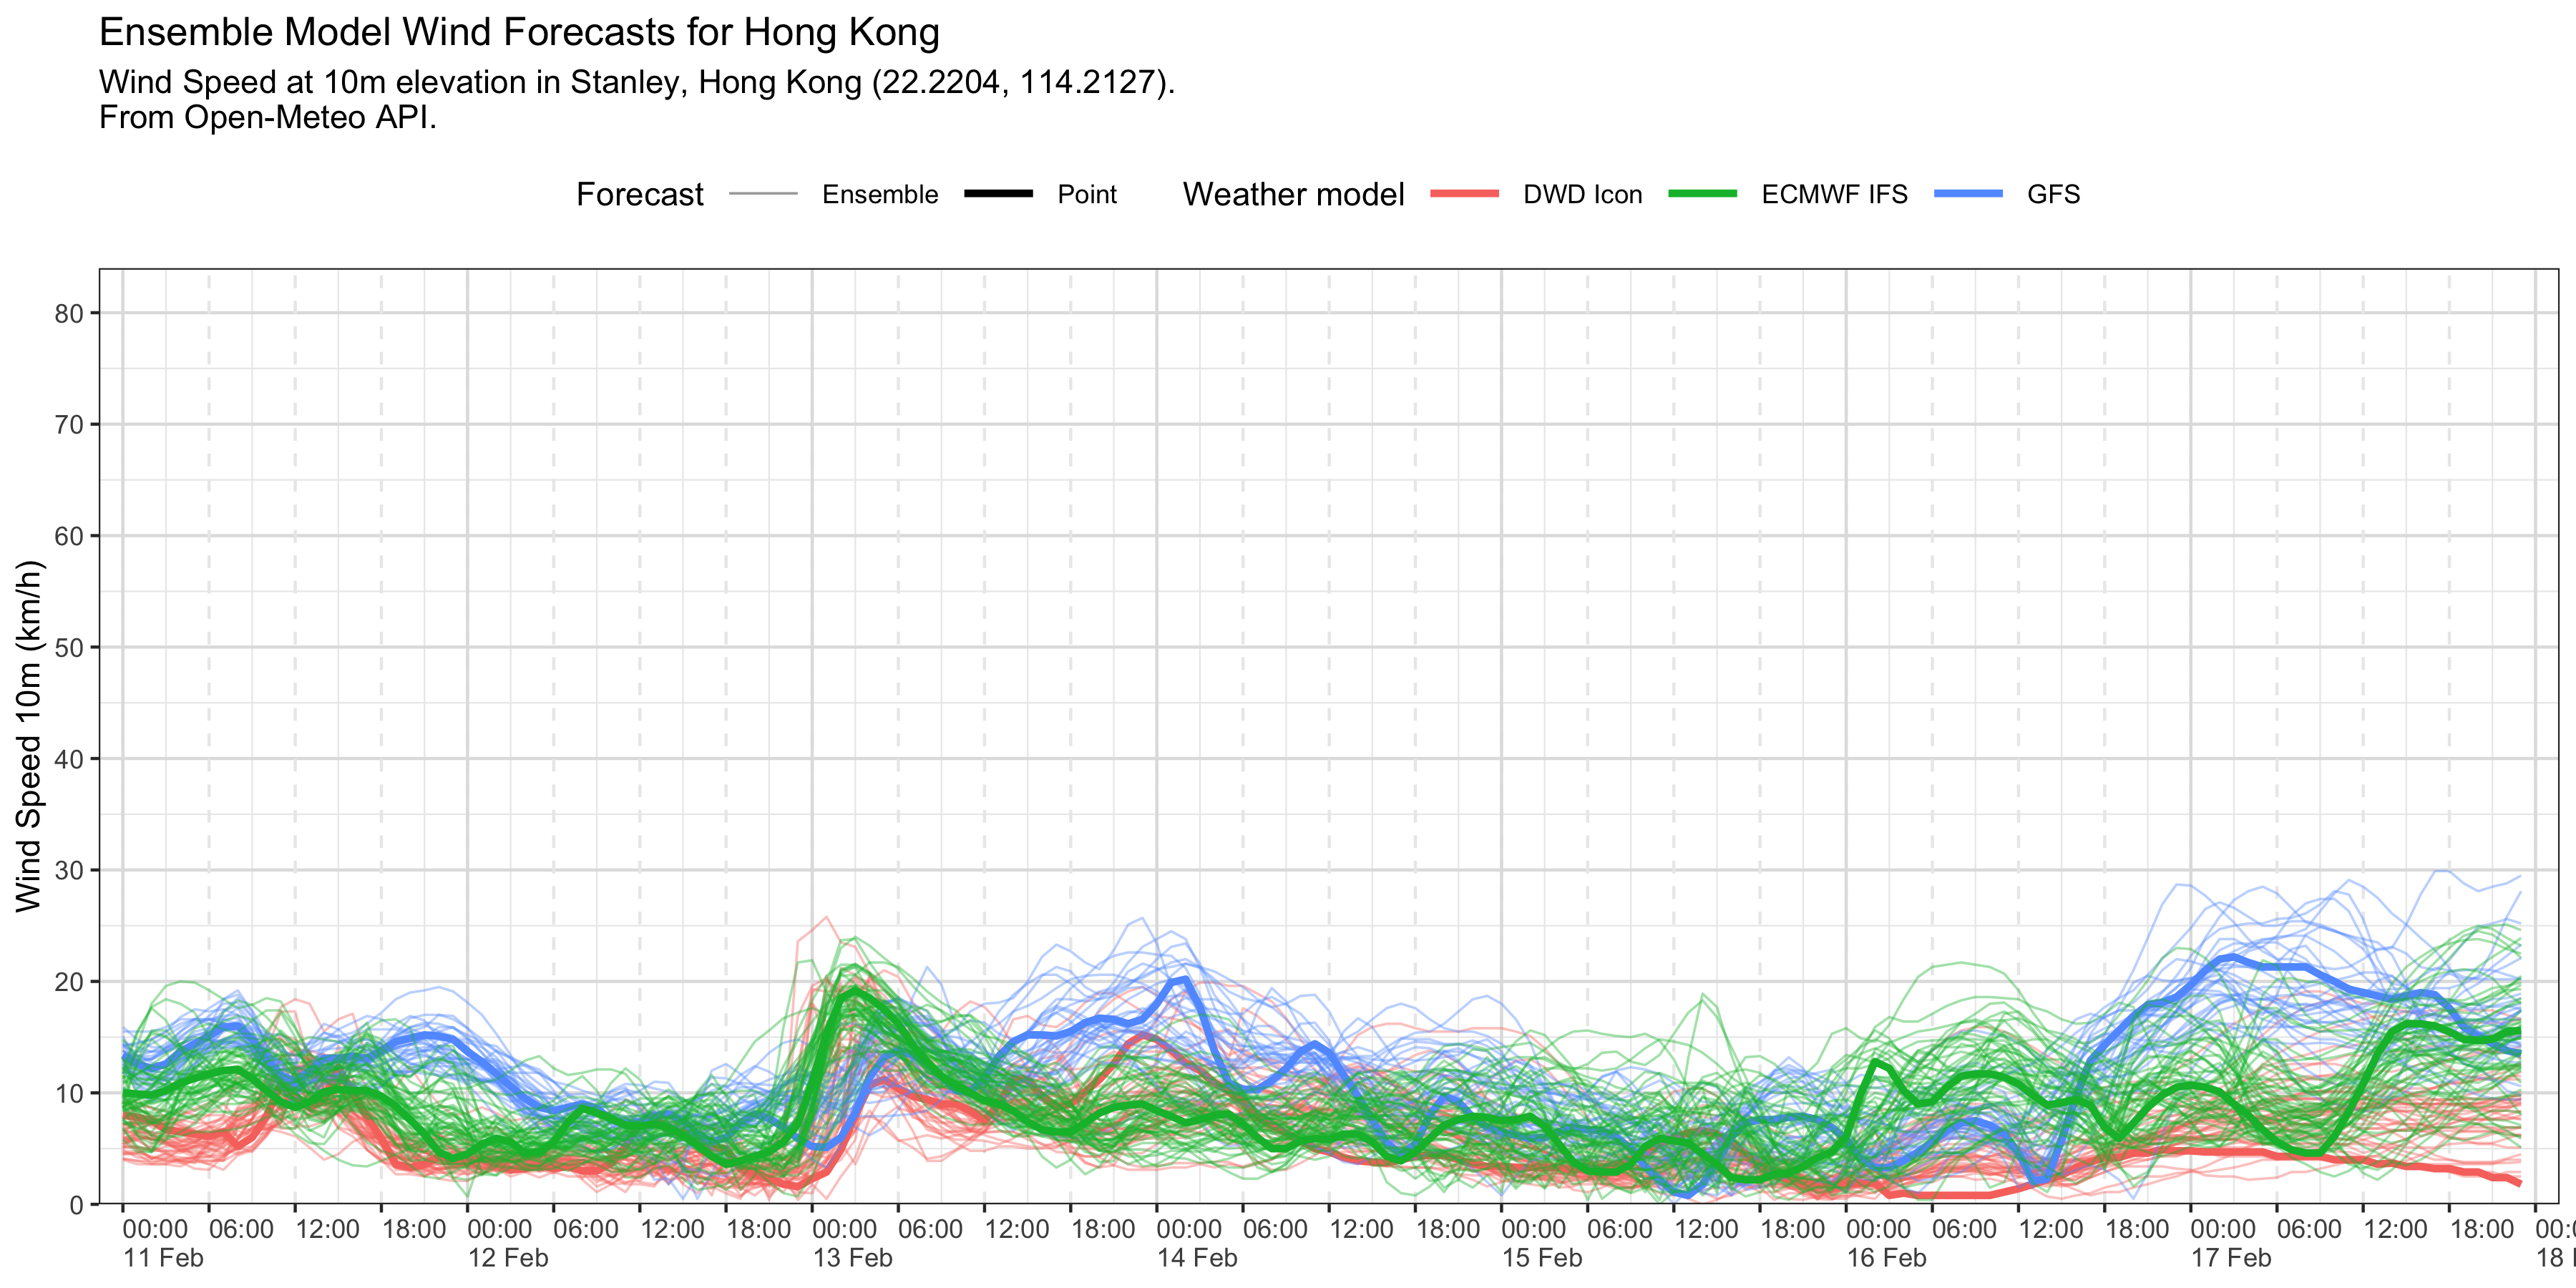 Ensemble Model Wind Forecasts for Hong Kong
Wind Speed at 10m elevation in Stanley, Hong Kong (22.2204, 114.2127).
From Open-Meteo API.
Forecast Ensemble Point Weather model DWD Icon ECMWF IFS GFS
Wind Speed 10m (km/h)
80
70
60
50
40
30
20
10
0
00:00 06:00 12:00 18:00 00:00 06:00 12:00 18:00 00:00 06:00 12:00 18:00 00:00 06:00 12:00 18:00 00:00 06:00 12:00 18:00 00:00 06:00 12:00 18:00 00:00 06:00 12:00 18:00
11 Feb 12 Feb 13 Feb 14 Feb 15 Feb 16 Feb 17 Feb 18